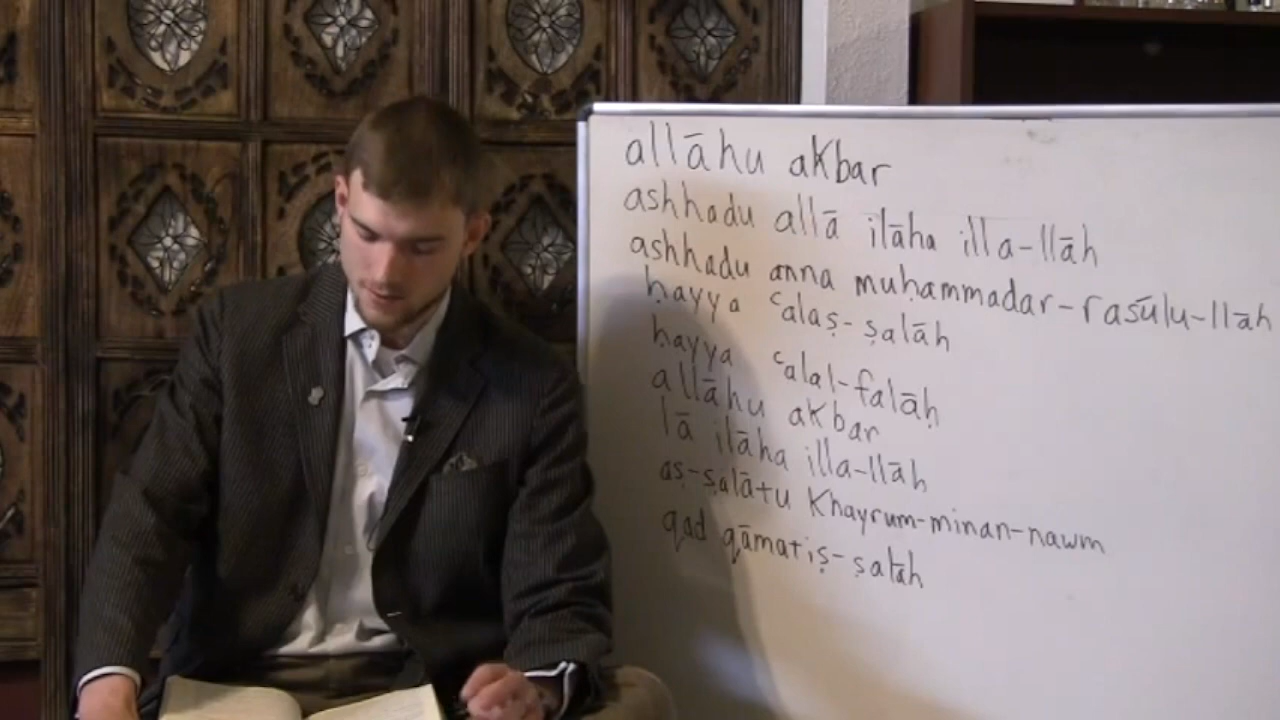 allāhu akbar
ashhadu allā ilāha illa-llāh
ashhadu anna muḥammadar-rasūlu-llāh
ḥayya ʿalaṣ-ṣalāh
ḥayya ʿalal-falāḥ
allāhu akbar
lā ilāha illa-llāh
aṣ-ṣalātu khayrum-minan-nawm
qad qāmatiṣ-ṣalāh